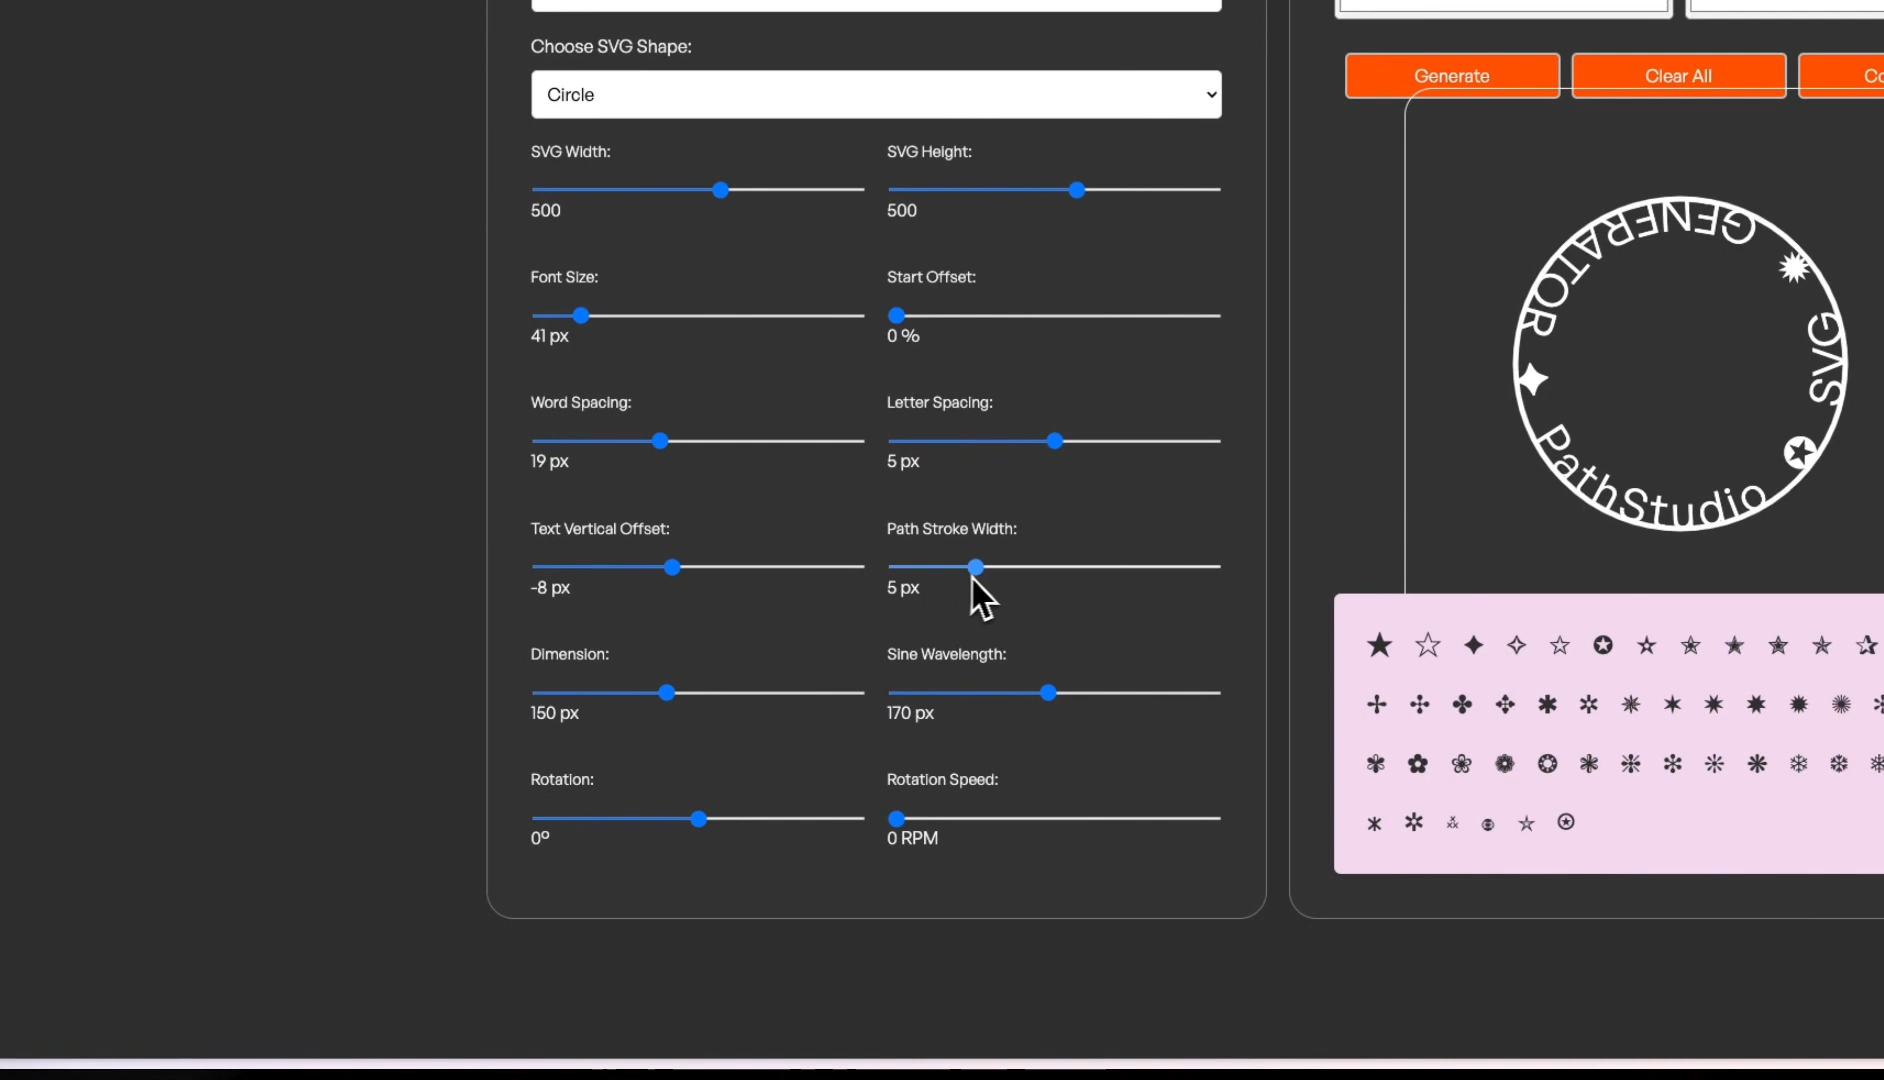 Choose SVG Shape:
Circle
SVG Width:
500
SVG Height:
500
Font Size:
41 px
Start Offset:
0 %
Word Spacing:
19 px
Letter Spacing:
5 px
Text Vertical Offset:
-8 px
Path Stroke Width:
5 px
Dimension:
150 px
Sine Wavelength:
170 px
Rotation:
0º
Rotation Speed:
0 RPM
Generate
Clear All
Co
PathStudio ✪ SVG ✹ GENERATOR ✦